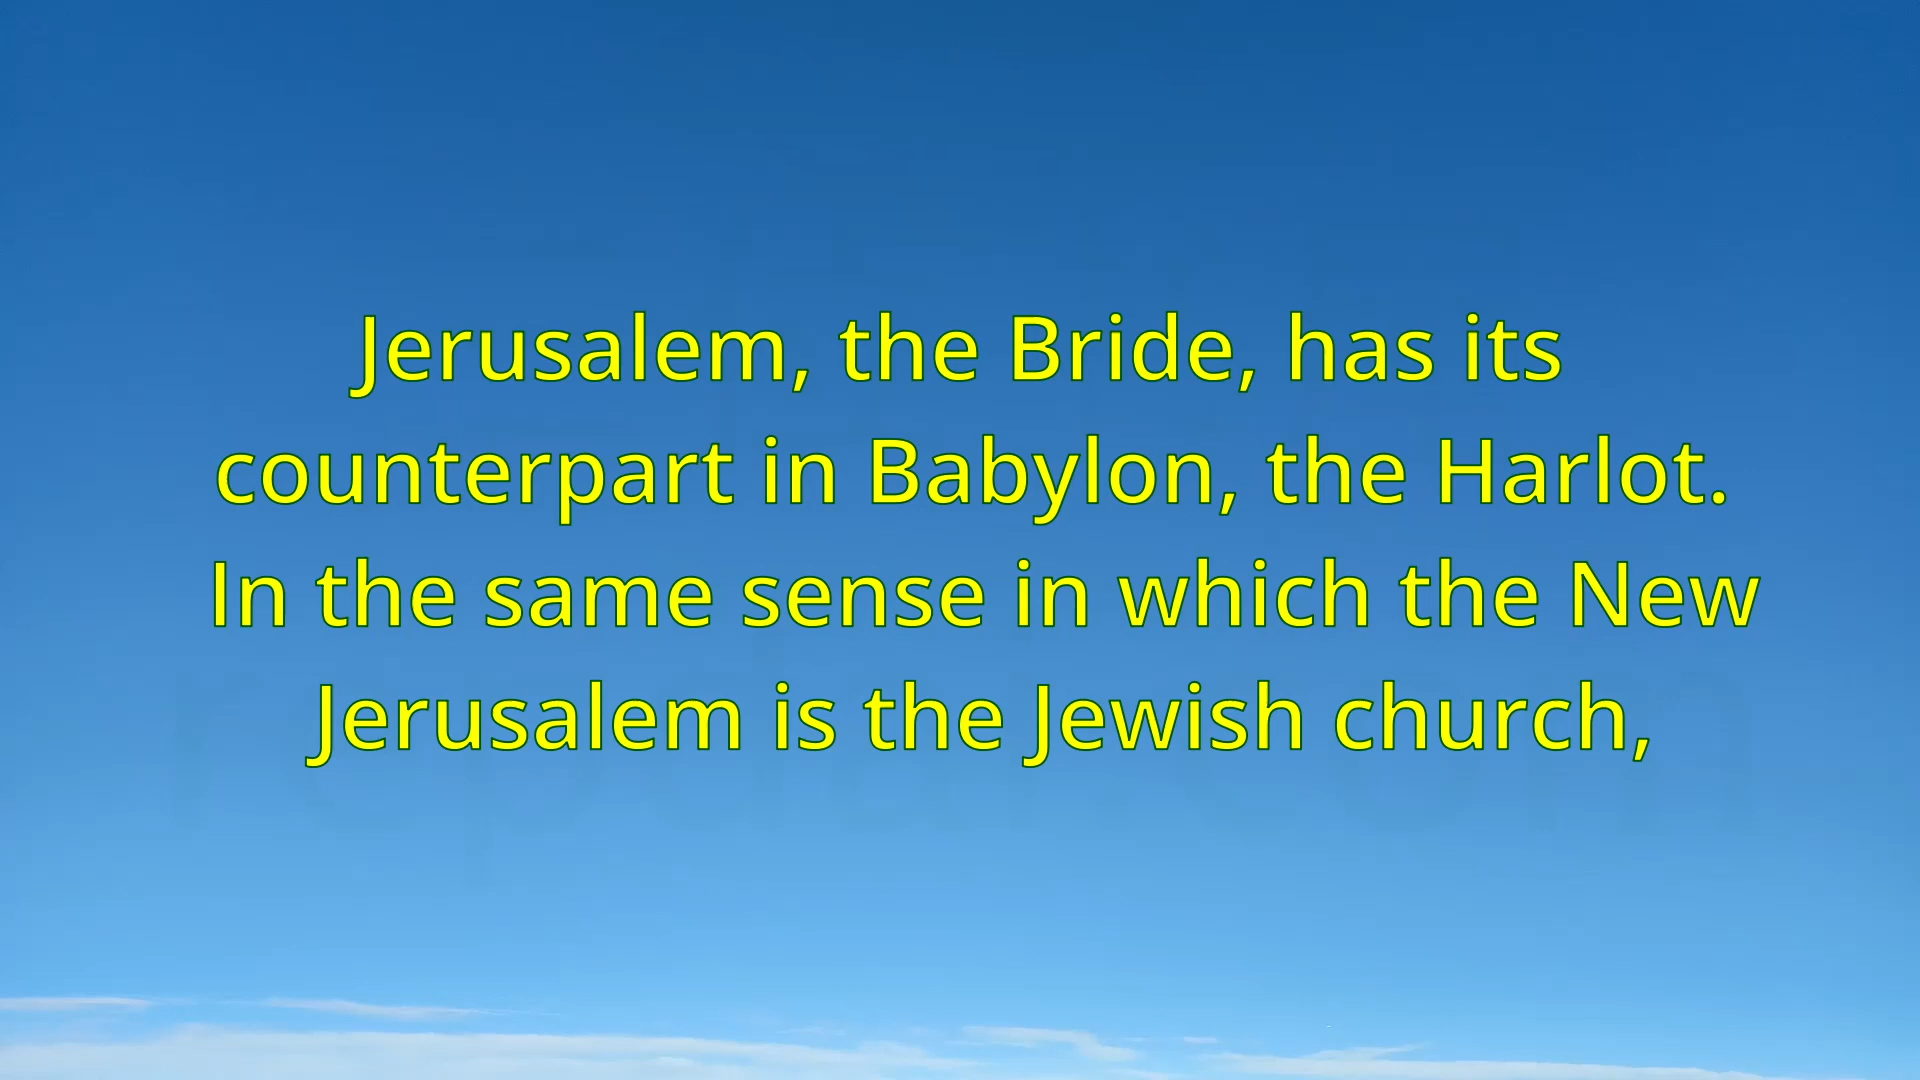 Jerusalem, the Bride, has its
counterpart in Babylon, the Harlot.
In the same sense in which the New
Jerusalem is the Jewish church,